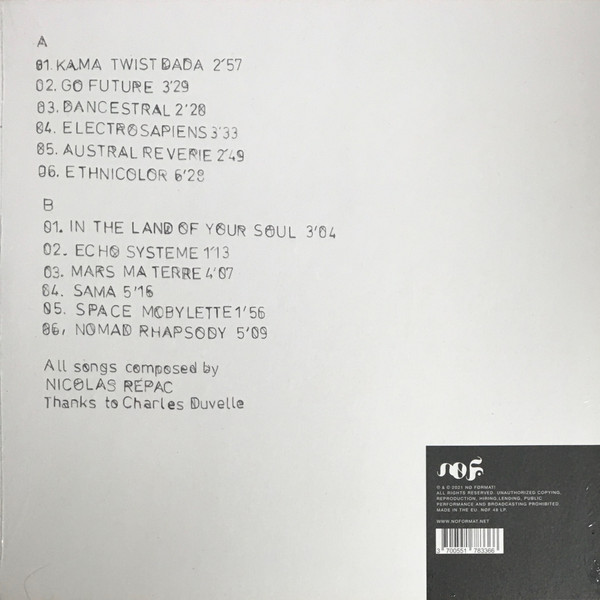 A
01. KAMA TWIST DADA 2'57
02. GO FUTURE 3'29
03. DANCESTRAL 2'28
04. ELECTROSAPIENS 3'33
05. AUSTRAL REVERIE 2'49
06. ETHNICOLOR 6'28
B
01. IN THE LAND OF YOUR SOUL 3'04
02. ECHO SYSTEME 1'13
03. MARS MA TERRE 4'07
04. SAMA 5'16
05. SPACE MOBYLETTE 1'56
06, NOMAD RHAPSODY 5'09
All songs composed by
NICOLAS REPAC
Thanks to Charles Duvelle
NØF.
℗ & © 2021 NØ FØRMAT!
ALL RIGHTS RESERVED. UNAUTHORIZED COPYING,
REPRODUCTION, HIRING, LENDING, PUBLIC
PERFORMANCE AND BROADCASTING PROHIBITED.
MADE IN THE EU. NØF 48 LP.
WWW.NOFORMAT.NET
3 700551 783366